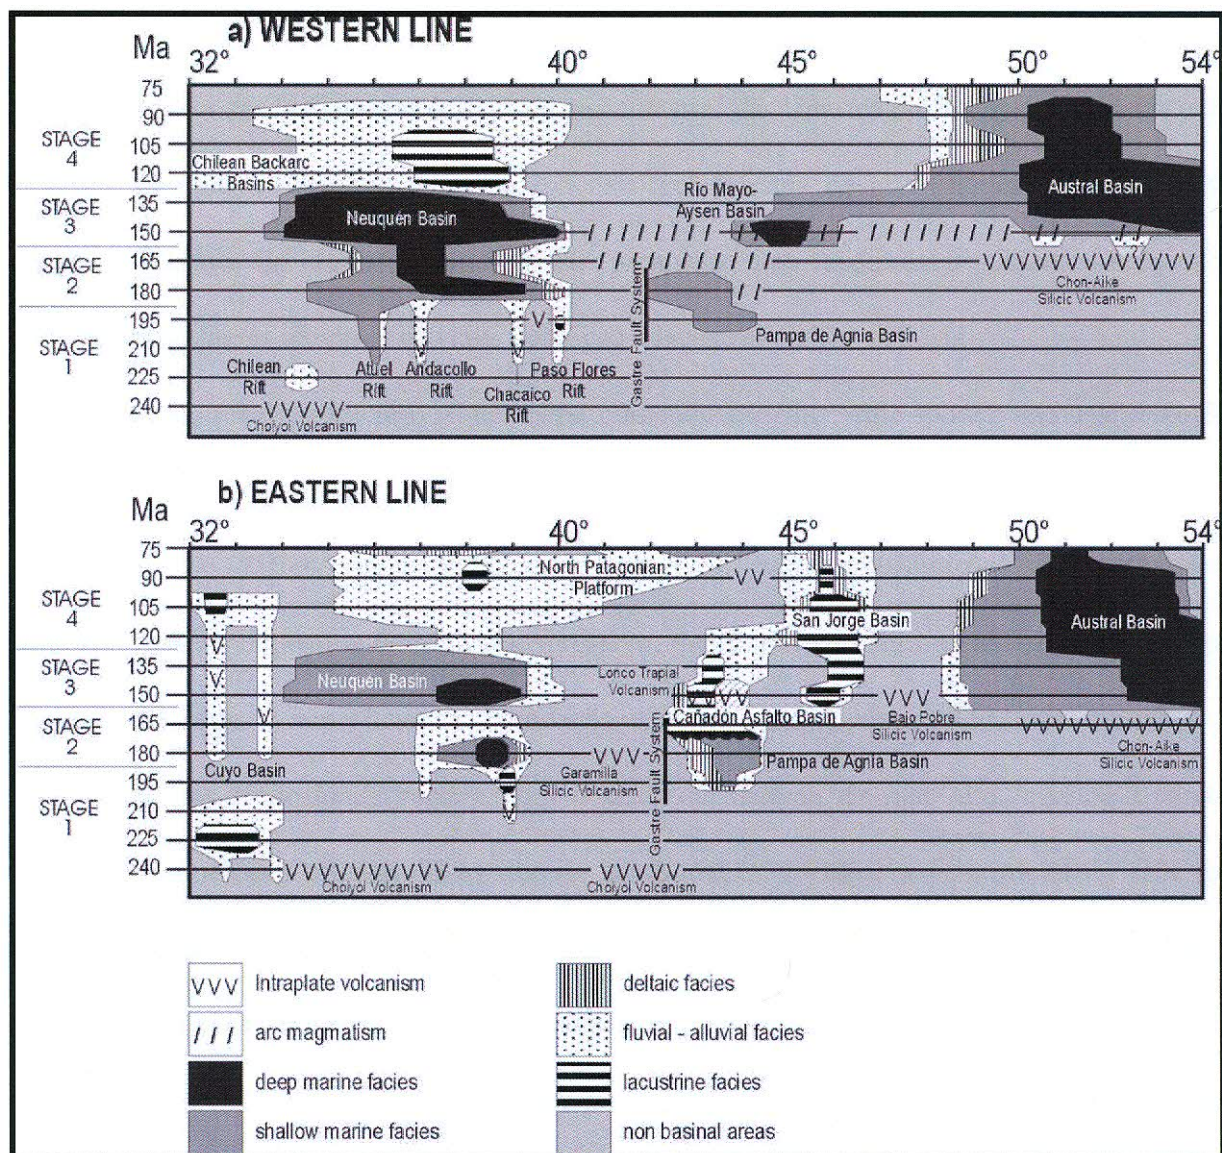 a) WESTERN LINE
Ma
32° 40° 45° 50° 54°
75
90
105
120
135
150
165
180
195
210
225
240
STAGE
4
STAGE
3
STAGE
2
STAGE
1
Chilean Backarc
Basins
Neuquén Basin
Río Mayo-
Aysen Basin
Austral Basin
Chon-Aike
Silicic Volcanism
Gastre Fault System
Pampa de Agnia Basin
Chilean
Rift
Atuel
Rift
Andacollo
Rift
Chacaico
Rift
Paso Flores
Rift
Choiyoi Volcanism
b) EASTERN LINE
Ma
32° 40° 45° 50° 54°
75
90
105
120
135
150
165
180
195
210
225
240
STAGE
4
STAGE
3
STAGE
2
STAGE
1
North Patagonian
Platform
San Jorge Basin
Austral Basin
Neuquén Basin
Lonco Trapial
Volcanism
Cañadón Asfalto Basin
Bajo Pobre
Silicic Volcanism
Chon-Aike
Silicic Volcanism
Cuyo Basin
Garamilla
Silicic Volcanism
Gastre Fault System
Pampa de Agnia Basin
Choiyoi Volcanism
Choiyoi Volcanism
Intraplate volcanism
arc magmatism
deep marine facies
shallow marine facies
deltaic facies
fluvial - alluvial facies
lacustrine facies
non basinal areas